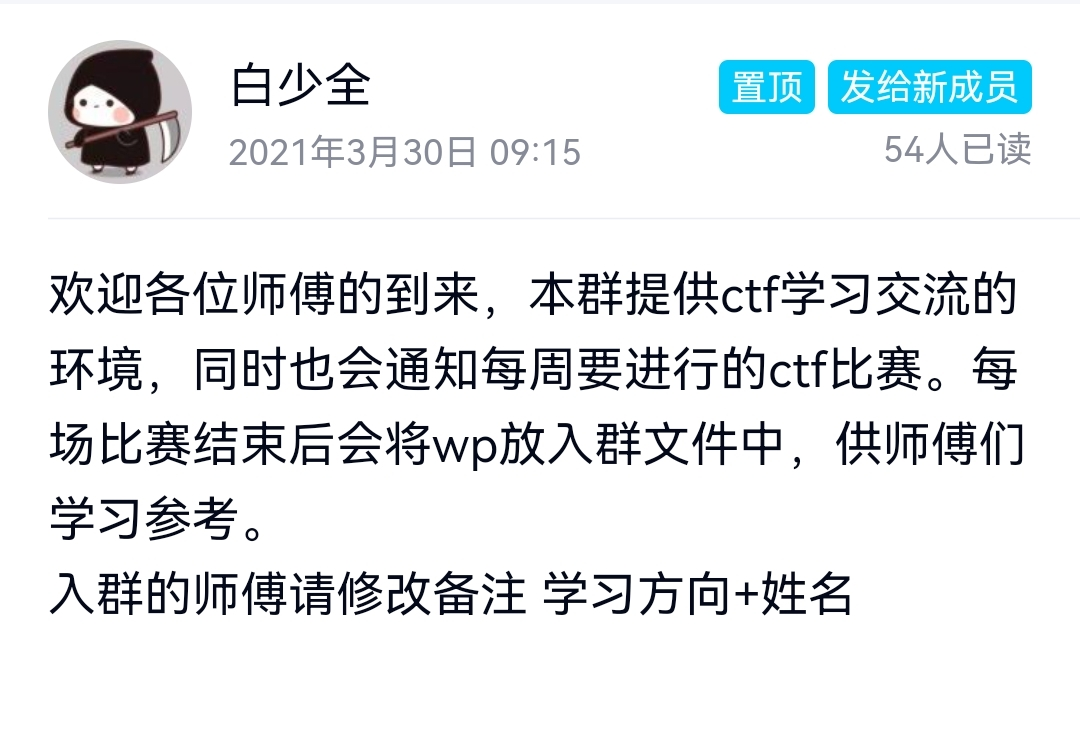 白少全
置顶 发给新成员
2021年3月30日 09:15
54人已读
欢迎各位师傅的到来，本群提供ctf学习交流的
环境，同时也会通知每周要进行的ctf比赛。每
场比赛结束后会将wp放入群文件中，供师傅们
学习参考。
入群的师傅请修改备注 学习方向+姓名